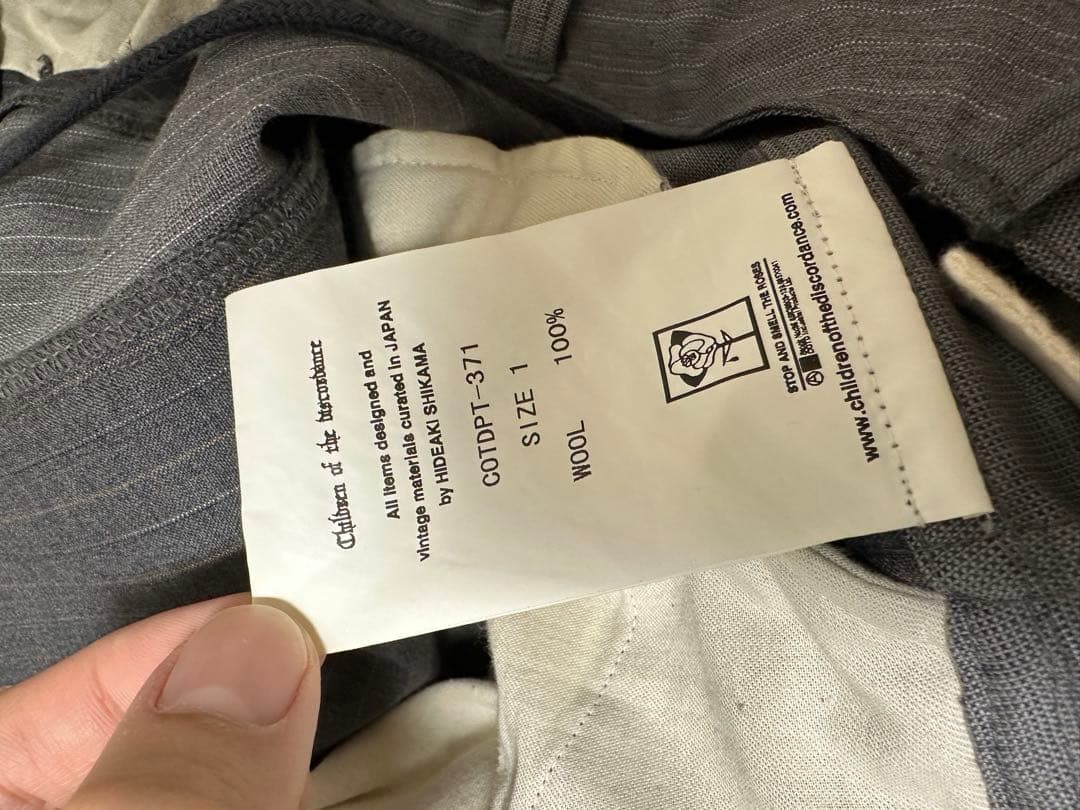 Children of the discordance
All items designed and
vintage materials curated in JAPAN
by HIDEAKI SHIKAMA
COTDPT-371
SIZE 1
WOOL 100%
STOP AND SMELL THE ROSES
www.childrenofthediscordance.com